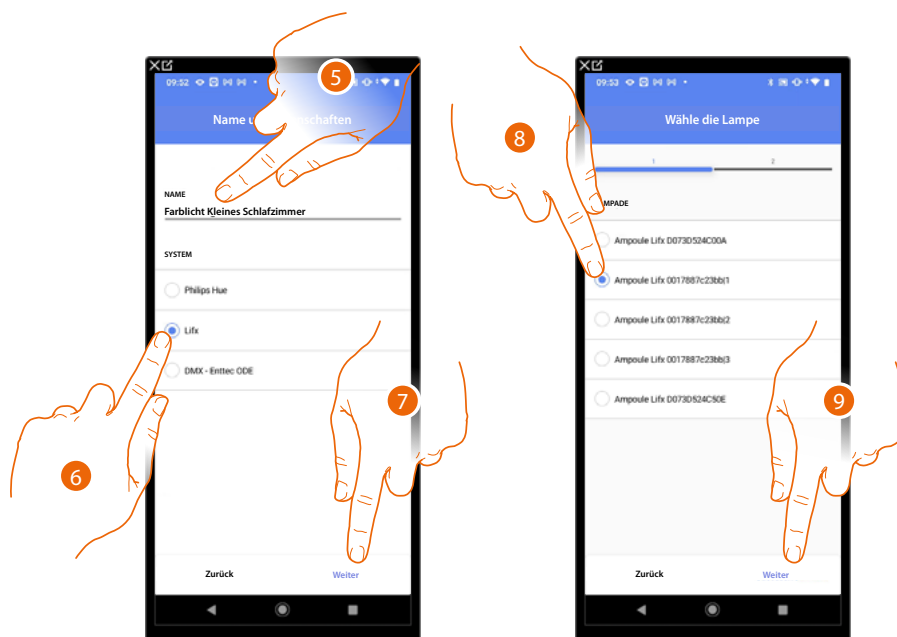 5
09:52
Name u schaften
NAME
Farblicht Kleines Schlafzimmer
SYSTEM
Philips Hue
Lifx
DMX - Enttec ODE
6
7
Zurück
Weiter
8
09:53
Wähle die Lampe
1
2
MPADE
Ampoule Lifx D073D524C00A
Ampoule Lifx 0017887c23bb|1
Ampoule Lifx 0017887c23bb|2
Ampoule Lifx 0017887c23bb|3
Ampoule Lifx D073D524C50E
9
Zurück
Weiter